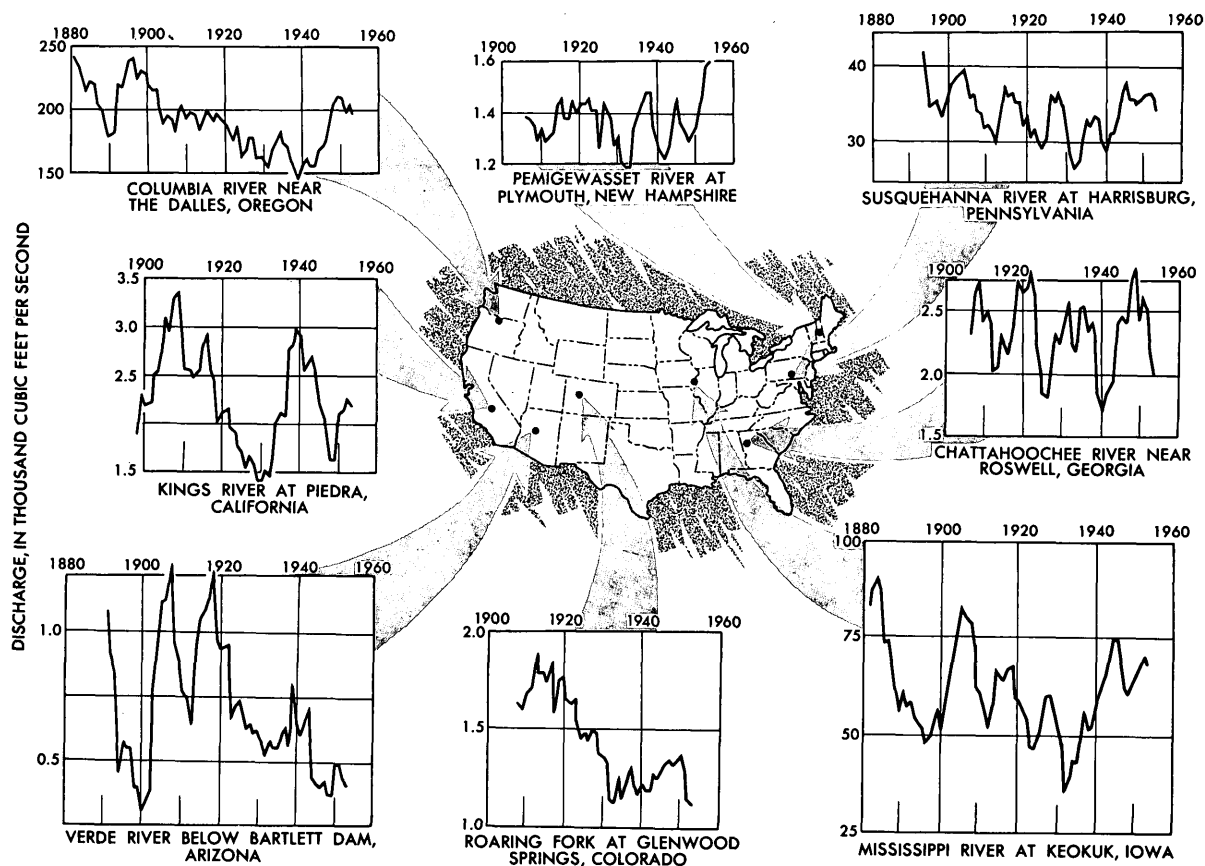 1880 1900 1920 1940 1960
250
200
150
COLUMBIA RIVER NEAR
THE DALLES, OREGON
1900 1920 1940 1960
1.6
1.4
1.2
PEMIGEWASSET RIVER AT
PLYMOUTH, NEW HAMPSHIRE
1880 1900 1920 1940 1960
40
30
SUSQUEHANNA RIVER AT HARRISBURG,
PENNSYLVANIA
DISCHARGE, IN THOUSAND CUBIC FEET PER SECOND
1900 1920 1940 1960
3.5
3.0
2.5
1.5
KINGS RIVER AT PIEDRA,
CALIFORNIA
1900 1920 1940 1960
2.5
2.0
1.5
CHATTAHOOCHEE RIVER NEAR
ROSWELL, GEORGIA
1880 1900 1920 1940 1960
1.0
0.5
VERDE RIVER BELOW BARTLETT DAM,
ARIZONA
1900 1920 1940 1960
2.0
1.5
1.0
ROARING FORK AT GLENWOOD
SPRINGS, COLORADO
1880 1900 1920 1940 1960
100
75
50
25
MISSISSIPPI RIVER AT KEOKUK, IOWA